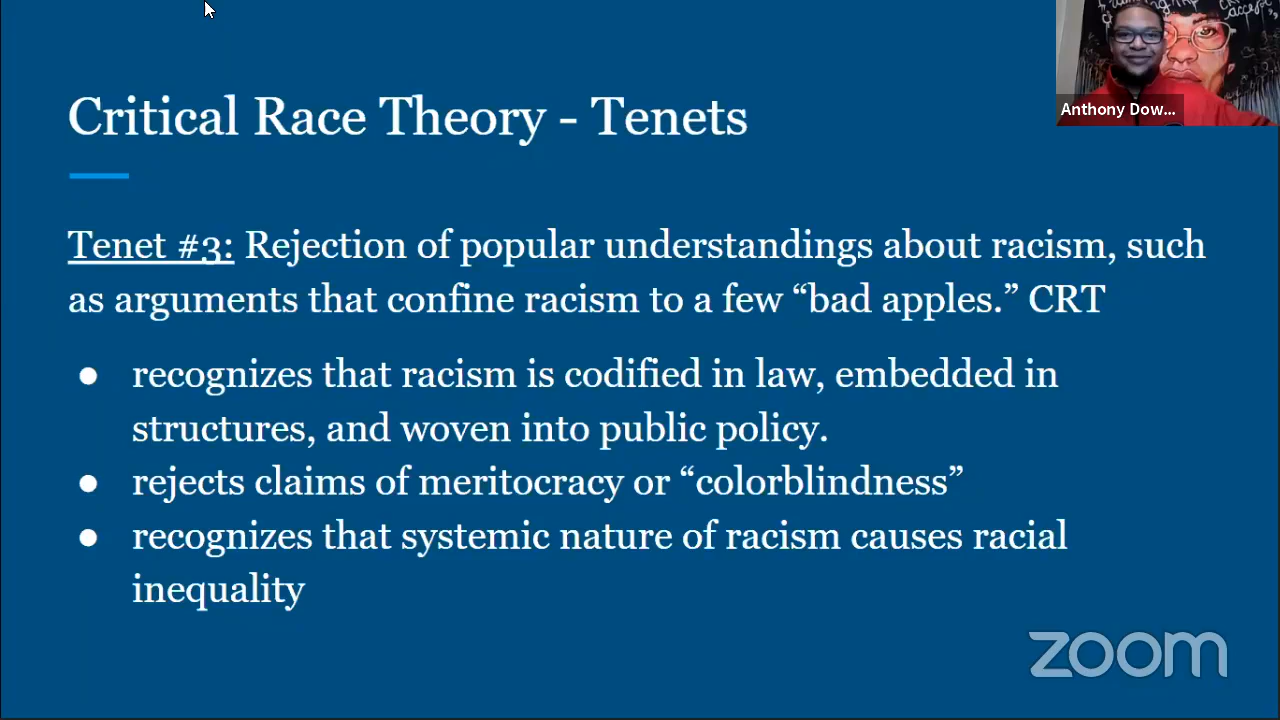 Critical Race Theory - Tenets
Anthony Dow...
Tenet #3: Rejection of popular understandings about racism, such
as arguments that confine racism to a few “bad apples.” CRT
● recognizes that racism is codified in law, embedded in
structures, and woven into public policy.
● rejects claims of meritocracy or “colorblindness”
● recognizes that systemic nature of racism causes racial
inequality
zoom